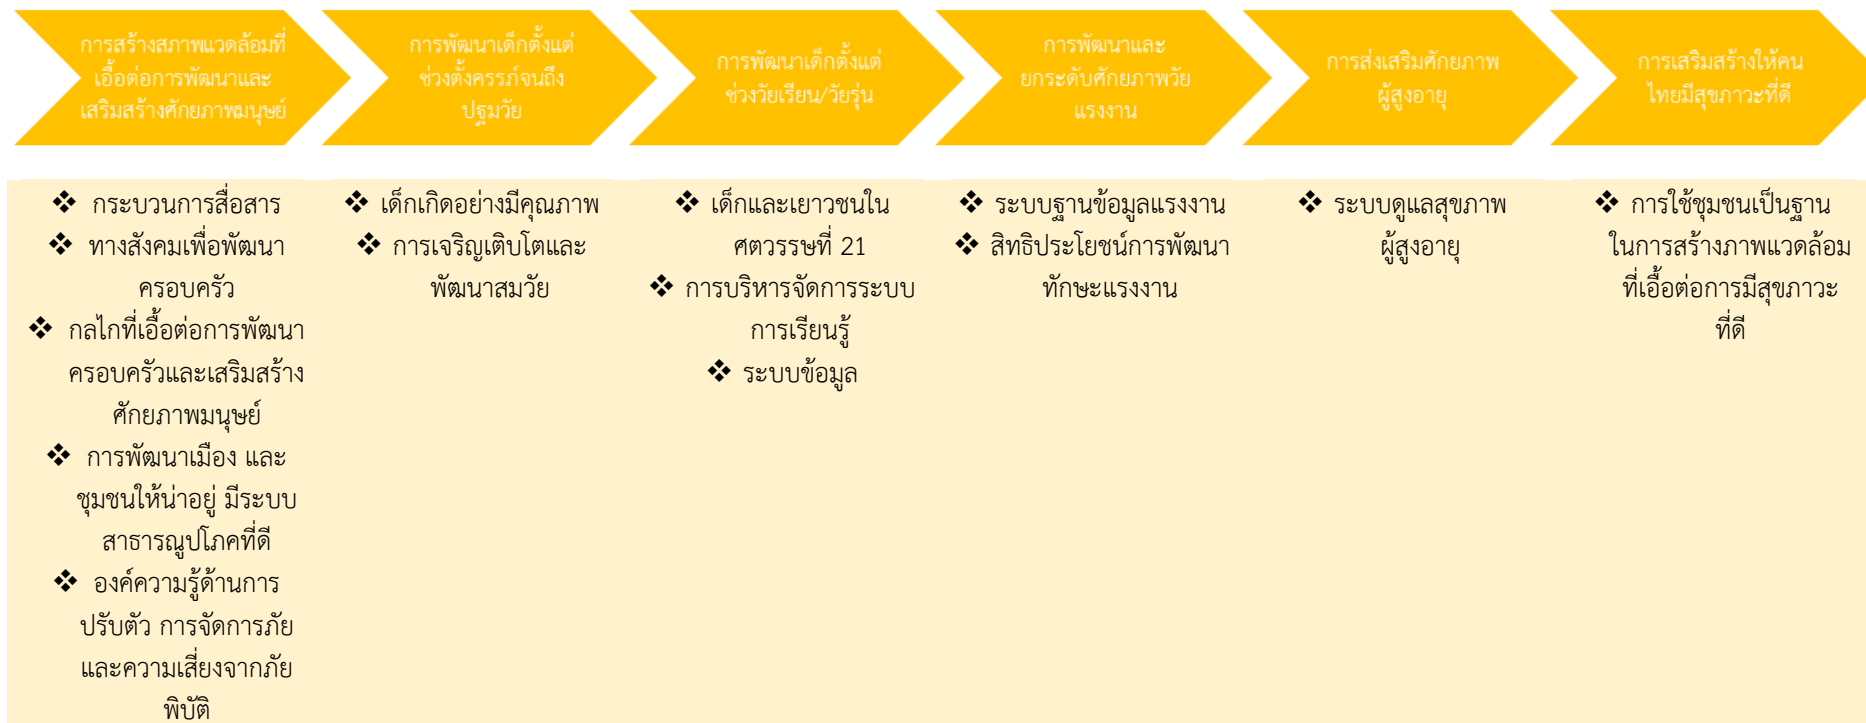 การสร้างสภาพแวดล้อมที่
เอื้อต่อการพัฒนาและ
เสริมสร้างศักยภาพมนุษย์
การพัฒนาเด็กตั้งแต่
ช่วงตั้งครรภ์จนถึง
ปฐมวัย
การพัฒนาเด็กตั้งแต่
ช่วงวัยเรียน/วัยรุ่น
การพัฒนาและ
ยกระดับศักยภาพวัย
แรงงาน
การส่งเสริมศักยภาพ
ผู้สูงอายุ
การเสริมสร้างให้คน
ไทยมีสุขภาวะที่ดี
❖ กระบวนการสื่อสาร
❖ ทางสังคมเพื่อพัฒนา
ครอบครัว
❖ กลไกที่เอื้อต่อการพัฒนา
ครอบครัวและเสริมสร้าง
ศักยภาพมนุษย์
❖ การพัฒนาเมือง และ
ชุมชนให้น่าอยู่ มีระบบ
สาธารณูปโภคที่ดี
❖ องค์ความรู้ด้านการ
ปรับตัว การจัดการภัย
และความเสี่ยงจากภัย
พิบัติ
❖ เด็กเกิดอย่างมีคุณภาพ
❖ การเจริญเติบโตและ
พัฒนาสมวัย
❖ เด็กและเยาวชนใน
ศตวรรษที่ 21
❖ การบริหารจัดการระบบ
การเรียนรู้
❖ ระบบข้อมูล
❖ ระบบฐานข้อมูลแรงงาน
❖ สิทธิประโยชน์การพัฒนา
ทักษะแรงงาน
❖ ระบบดูแลสุขภาพ
ผู้สูงอายุ
❖ การใช้ชุมชนเป็นฐาน
ในการสร้างภาพแวดล้อม
ที่เอื้อต่อการมีสุขภาวะ
ที่ดี